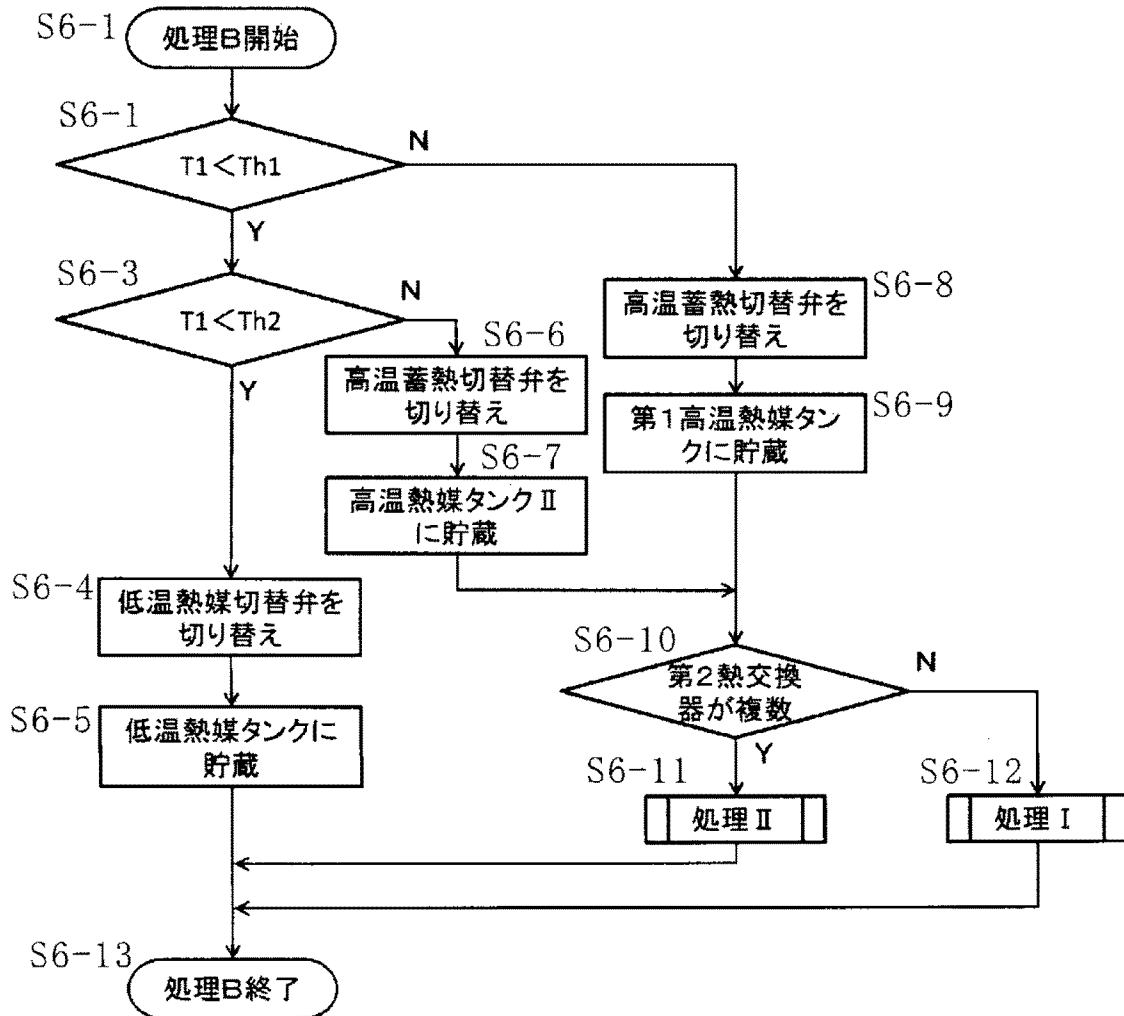 S6-1
処理B開始
S6-1
T1<Th1
N
Y
S6-3
T1<Th2
N
Y
S6-6
高温蓄熱切替弁を
切り替え
S6-7
高温熱媒タンクⅡ
に貯蔵
S6-8
高温蓄熱切替弁を
切り替え
S6-9
第1高温熱媒タン
クに貯蔵
S6-4
低温熱媒切替弁を
切り替え
S6-5
低温熱媒タンクに
貯蔵
S6-10
第2熱交換
器が複数
N
Y
S6-11
処理Ⅱ
S6-12
処理Ⅰ
S6-13
処理B終了